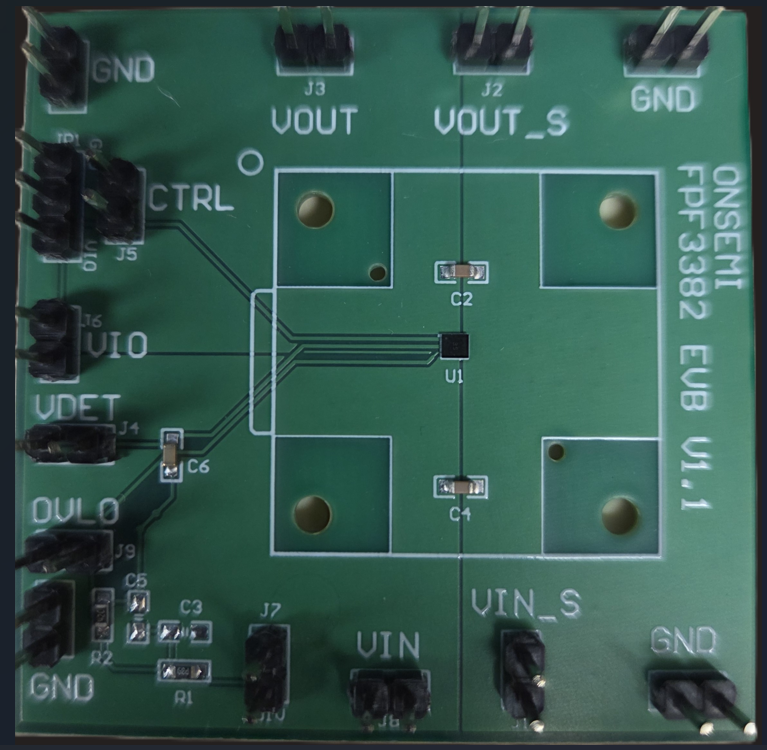 GND
J3
J2
VOUT
VOUT_S
GND
JP1
CTRL
J5
ONSEMI
FPF3382 EVB V1.1
C2
J6
VIO
U1
VDET
J4
C6
C4
OVLO
J9
C5
C3
J7
VIN_S
R2
VIN
GND
GND
R1